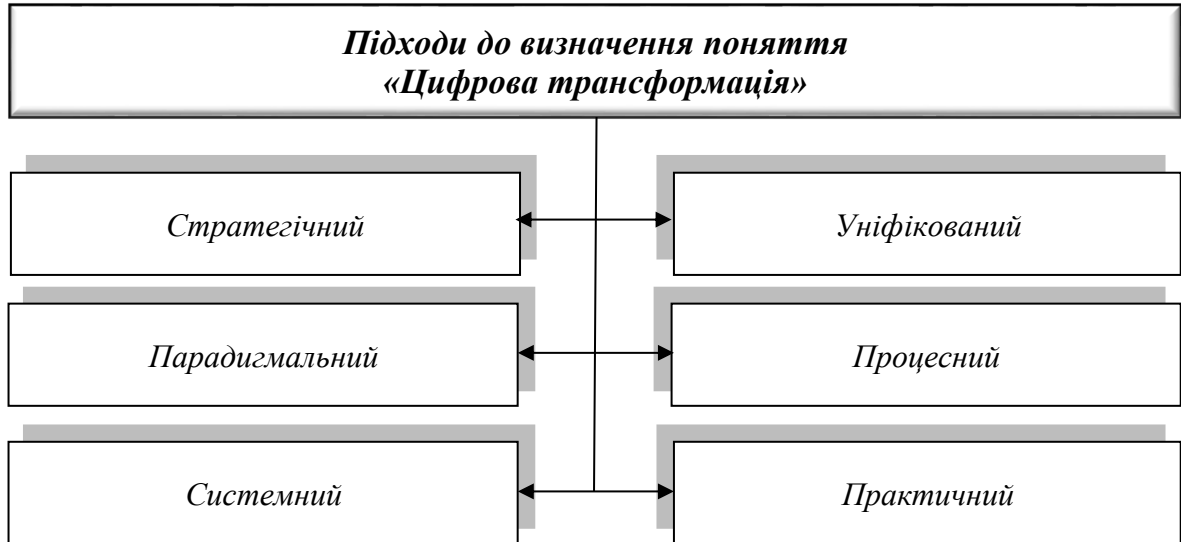 Підходи до визначення поняття
«Цифрова трансформація»
Стратегічний
Уніфікований
Парадигмальний
Процесний
Системний
Практичний